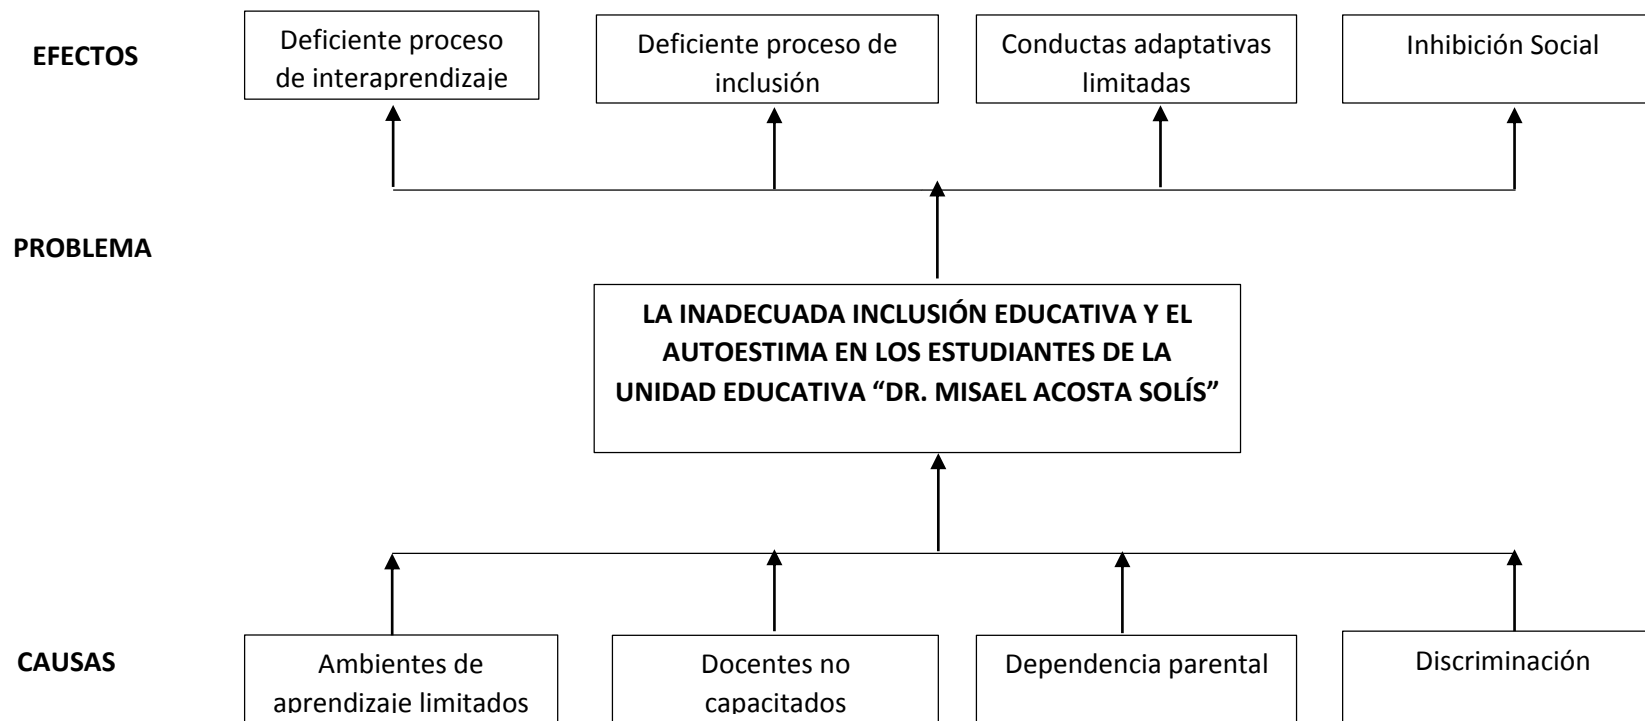 EFECTOS
Deficiente proceso
de interaprendizaje
Deficiente proceso de
inclusión
Conductas adaptativas
limitadas
Inhibición Social
PROBLEMA
LA INADECUADA INCLUSIÓN EDUCATIVA Y EL
AUTOESTIMA EN LOS ESTUDIANTES DE LA
UNIDAD EDUCATIVA “DR. MISAEL ACOSTA SOLÍS”
CAUSAS
Ambientes de
aprendizaje limitados
Docentes no
capacitados
Dependencia parental
Discriminación